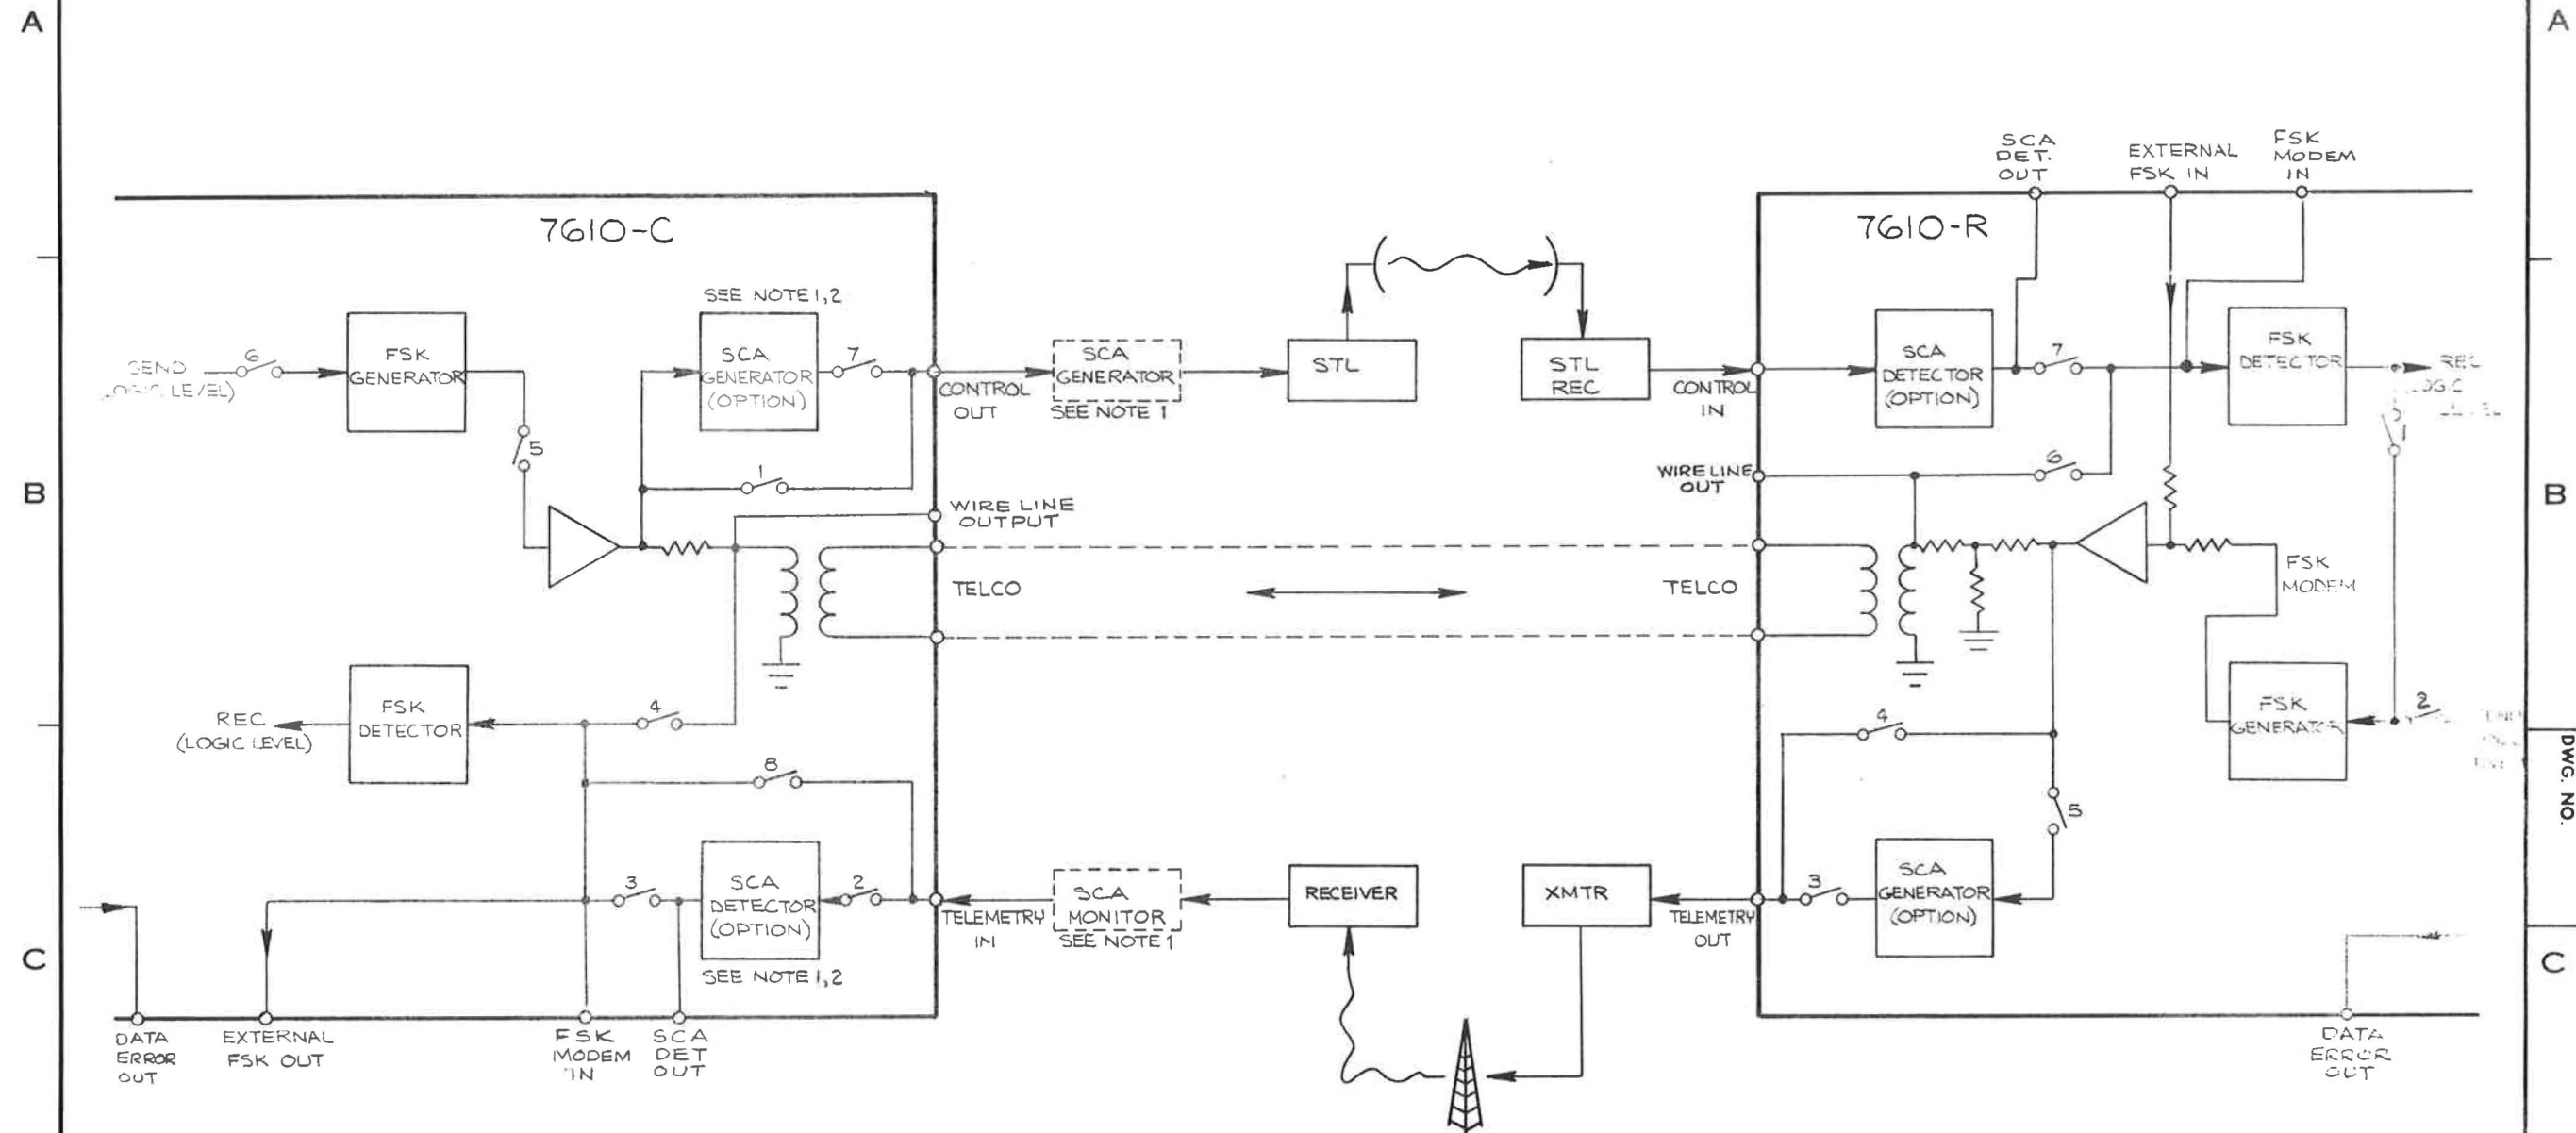 A
A
SCA
DET.
OUT
EXTERNAL
FSK IN
FSK
MODEM
IN
7610-C
7610-R
SEE NOTE 1,2
6
FSK
GENERATOR
SCA
GENERATOR
(OPTION)
7
CONTROL
OUT
SCA
GENERATOR
SEE NOTE 1
STL
STL
REC
CONTROL
IN
SCA
DETECTOR
(OPTION)
7
FSK
DETECTOR
REC
5
1
1
B
B
WIRE LINE
OUTPUT
WIRE LINE
OUT
6
TELCO
TELCO
FSK
MODEM
REC
(LOGIC LEVEL)
FSK
DETECTOR
4
8
4
5
FSK
GENERATOR
2
DWG. NO.
C
C
3
SCA
DETECTOR
(OPTION)
2
SEE NOTE 1,2
TELEMETRY
IN
SCA
MONITOR
SEE NOTE 1
RECEIVER
XMTR
TELEMETRY
OUT
3
SCA
GENERATOR
(OPTION)
DATA
ERROR
OUT
EXTERNAL
FSK OUT
FSK
MODEM
IN
SCA
DET
OUT
DATA
ERROR
OUT